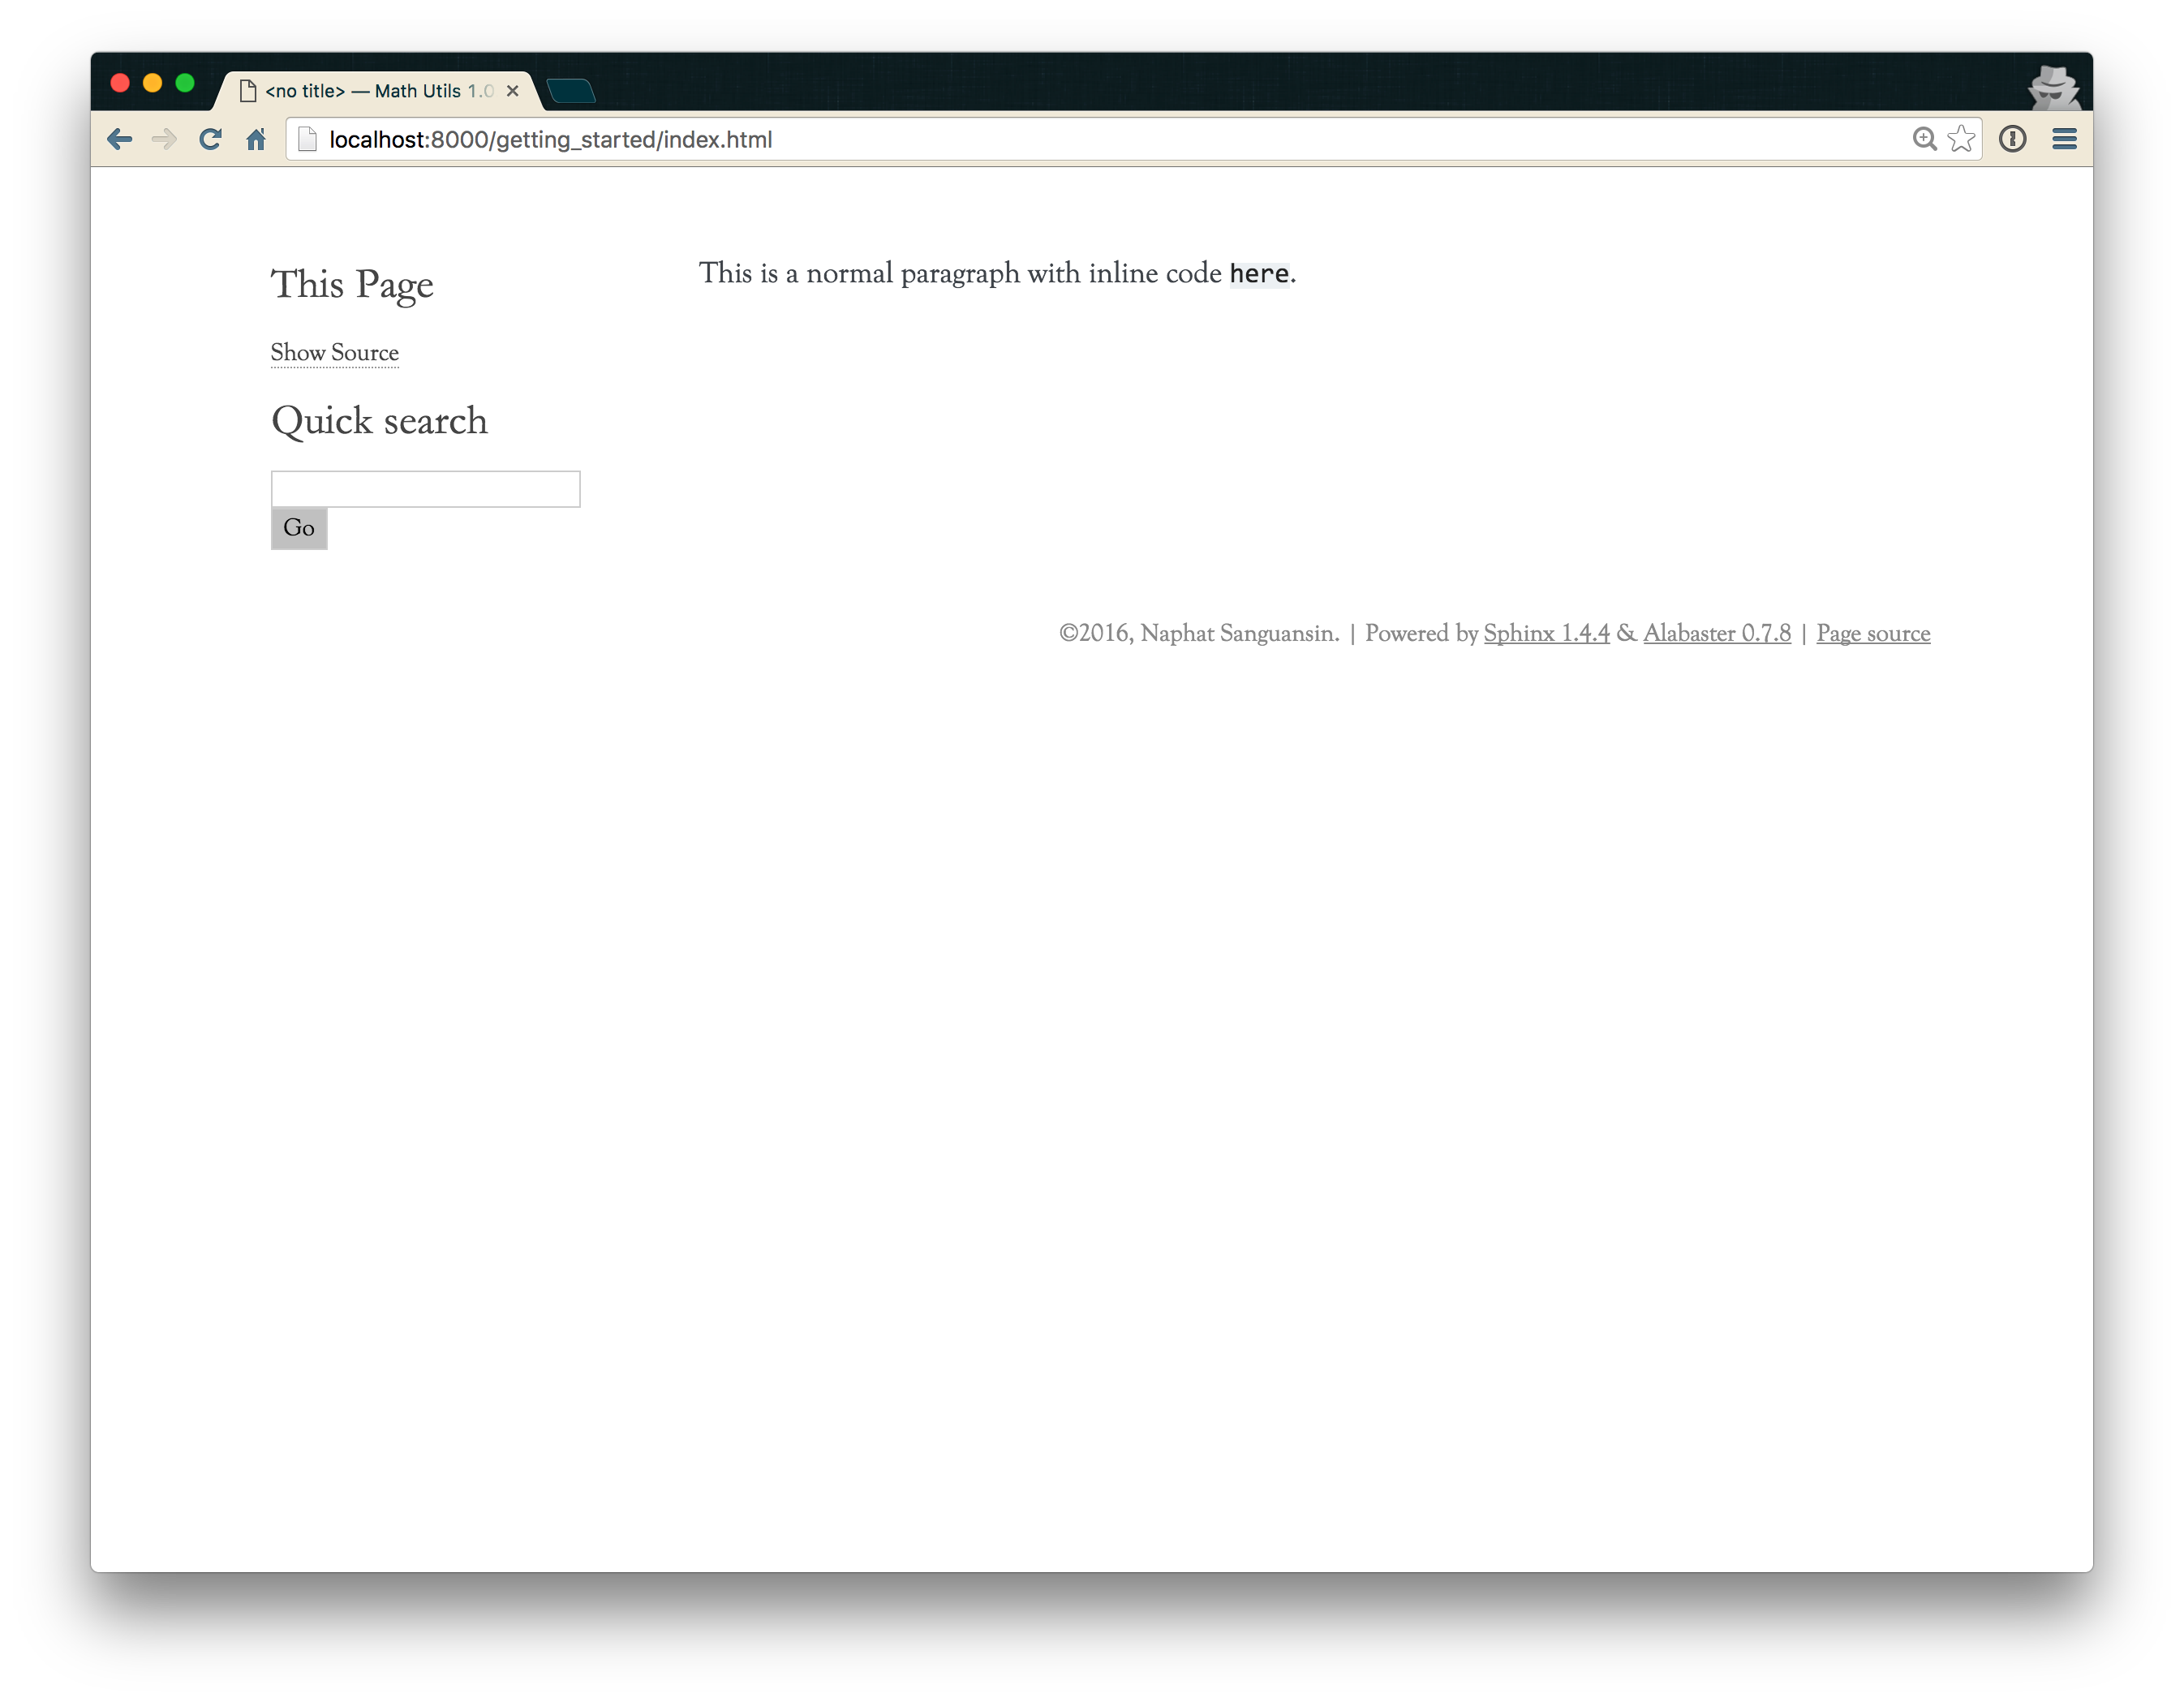 <no title> — Math Utils 1.0
localhost:8000/getting_started/index.html
This Page
Show Source
Quick search
Go
This is a normal paragraph with inline code here.
©2016, Naphat Sanguansin. | Powered by Sphinx 1.4.4 & Alabaster 0.7.8 | Page source